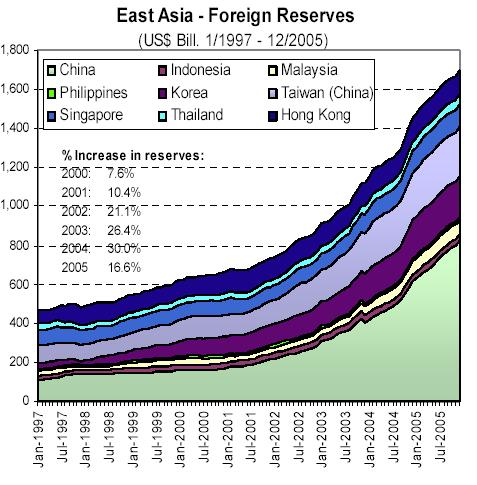 East Asia - Foreign Reserves
(US$ Bill. 1/1997 - 12/2005)
1,800
1,600
1,400
1,200
1,000
800
600
400
200
0
China Indonesia Malaysia
Philippines Korea Taiwan (China)
Singapore Thailand Hong Kong
% Increase in reserves:
2000: 7.6%
2001: 10.4%
2002: 21.1%
2003: 26.4%
2004: 30.0%
2005 16.6%
Jan-1997 Jul-1997 Jan-1998 Jul-1998 Jan-1999 Jul-1999 Jan-2000 Jul-2000 Jan-2001 Jul-2001 Jan-2002 Jul-2002 Jan-2003 Jul-2003 Jan-2004 Jul-2004 Jan-2005 Jul-2005